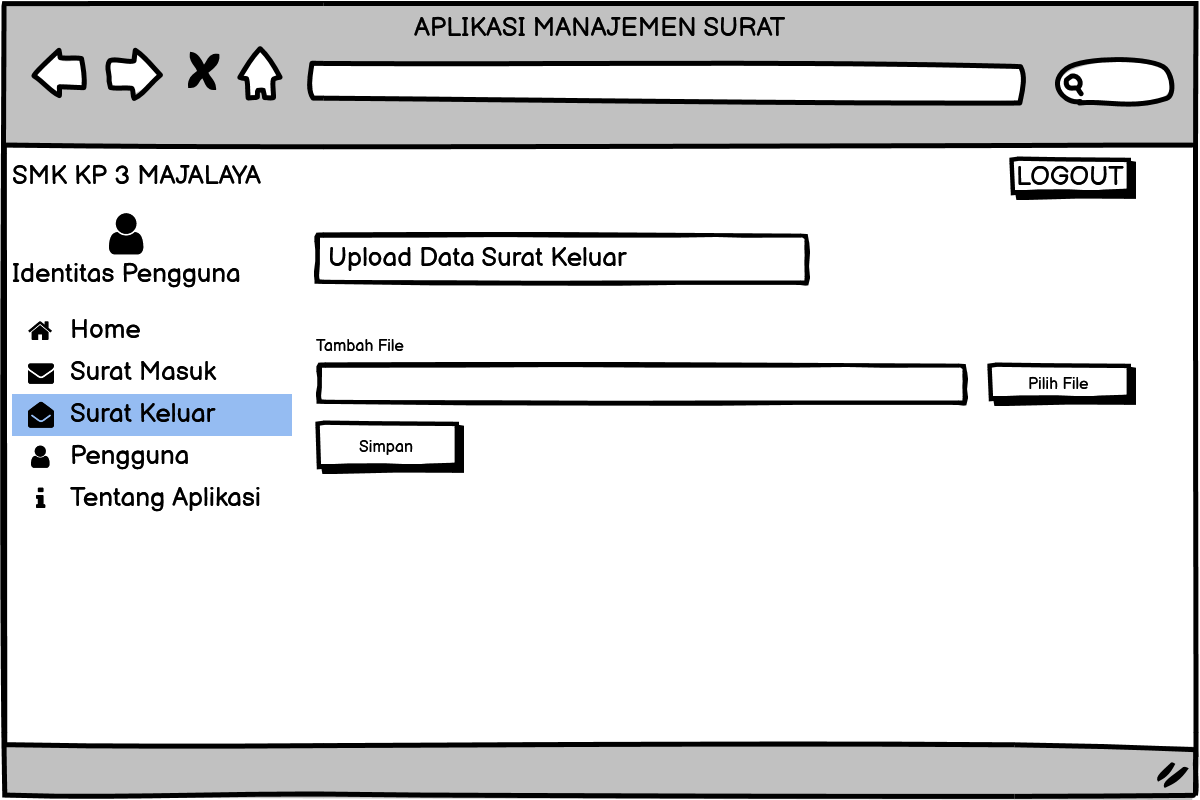 APLIKASI MANAJEMEN SURAT
SMK KP 3 MAJALAYA
LOGOUT
Identitas Pengguna
Upload Data Surat Keluar
Home
Surat Masuk
Surat Keluar
Pengguna
Tentang Aplikasi
Tambah File
Pilih File
Simpan